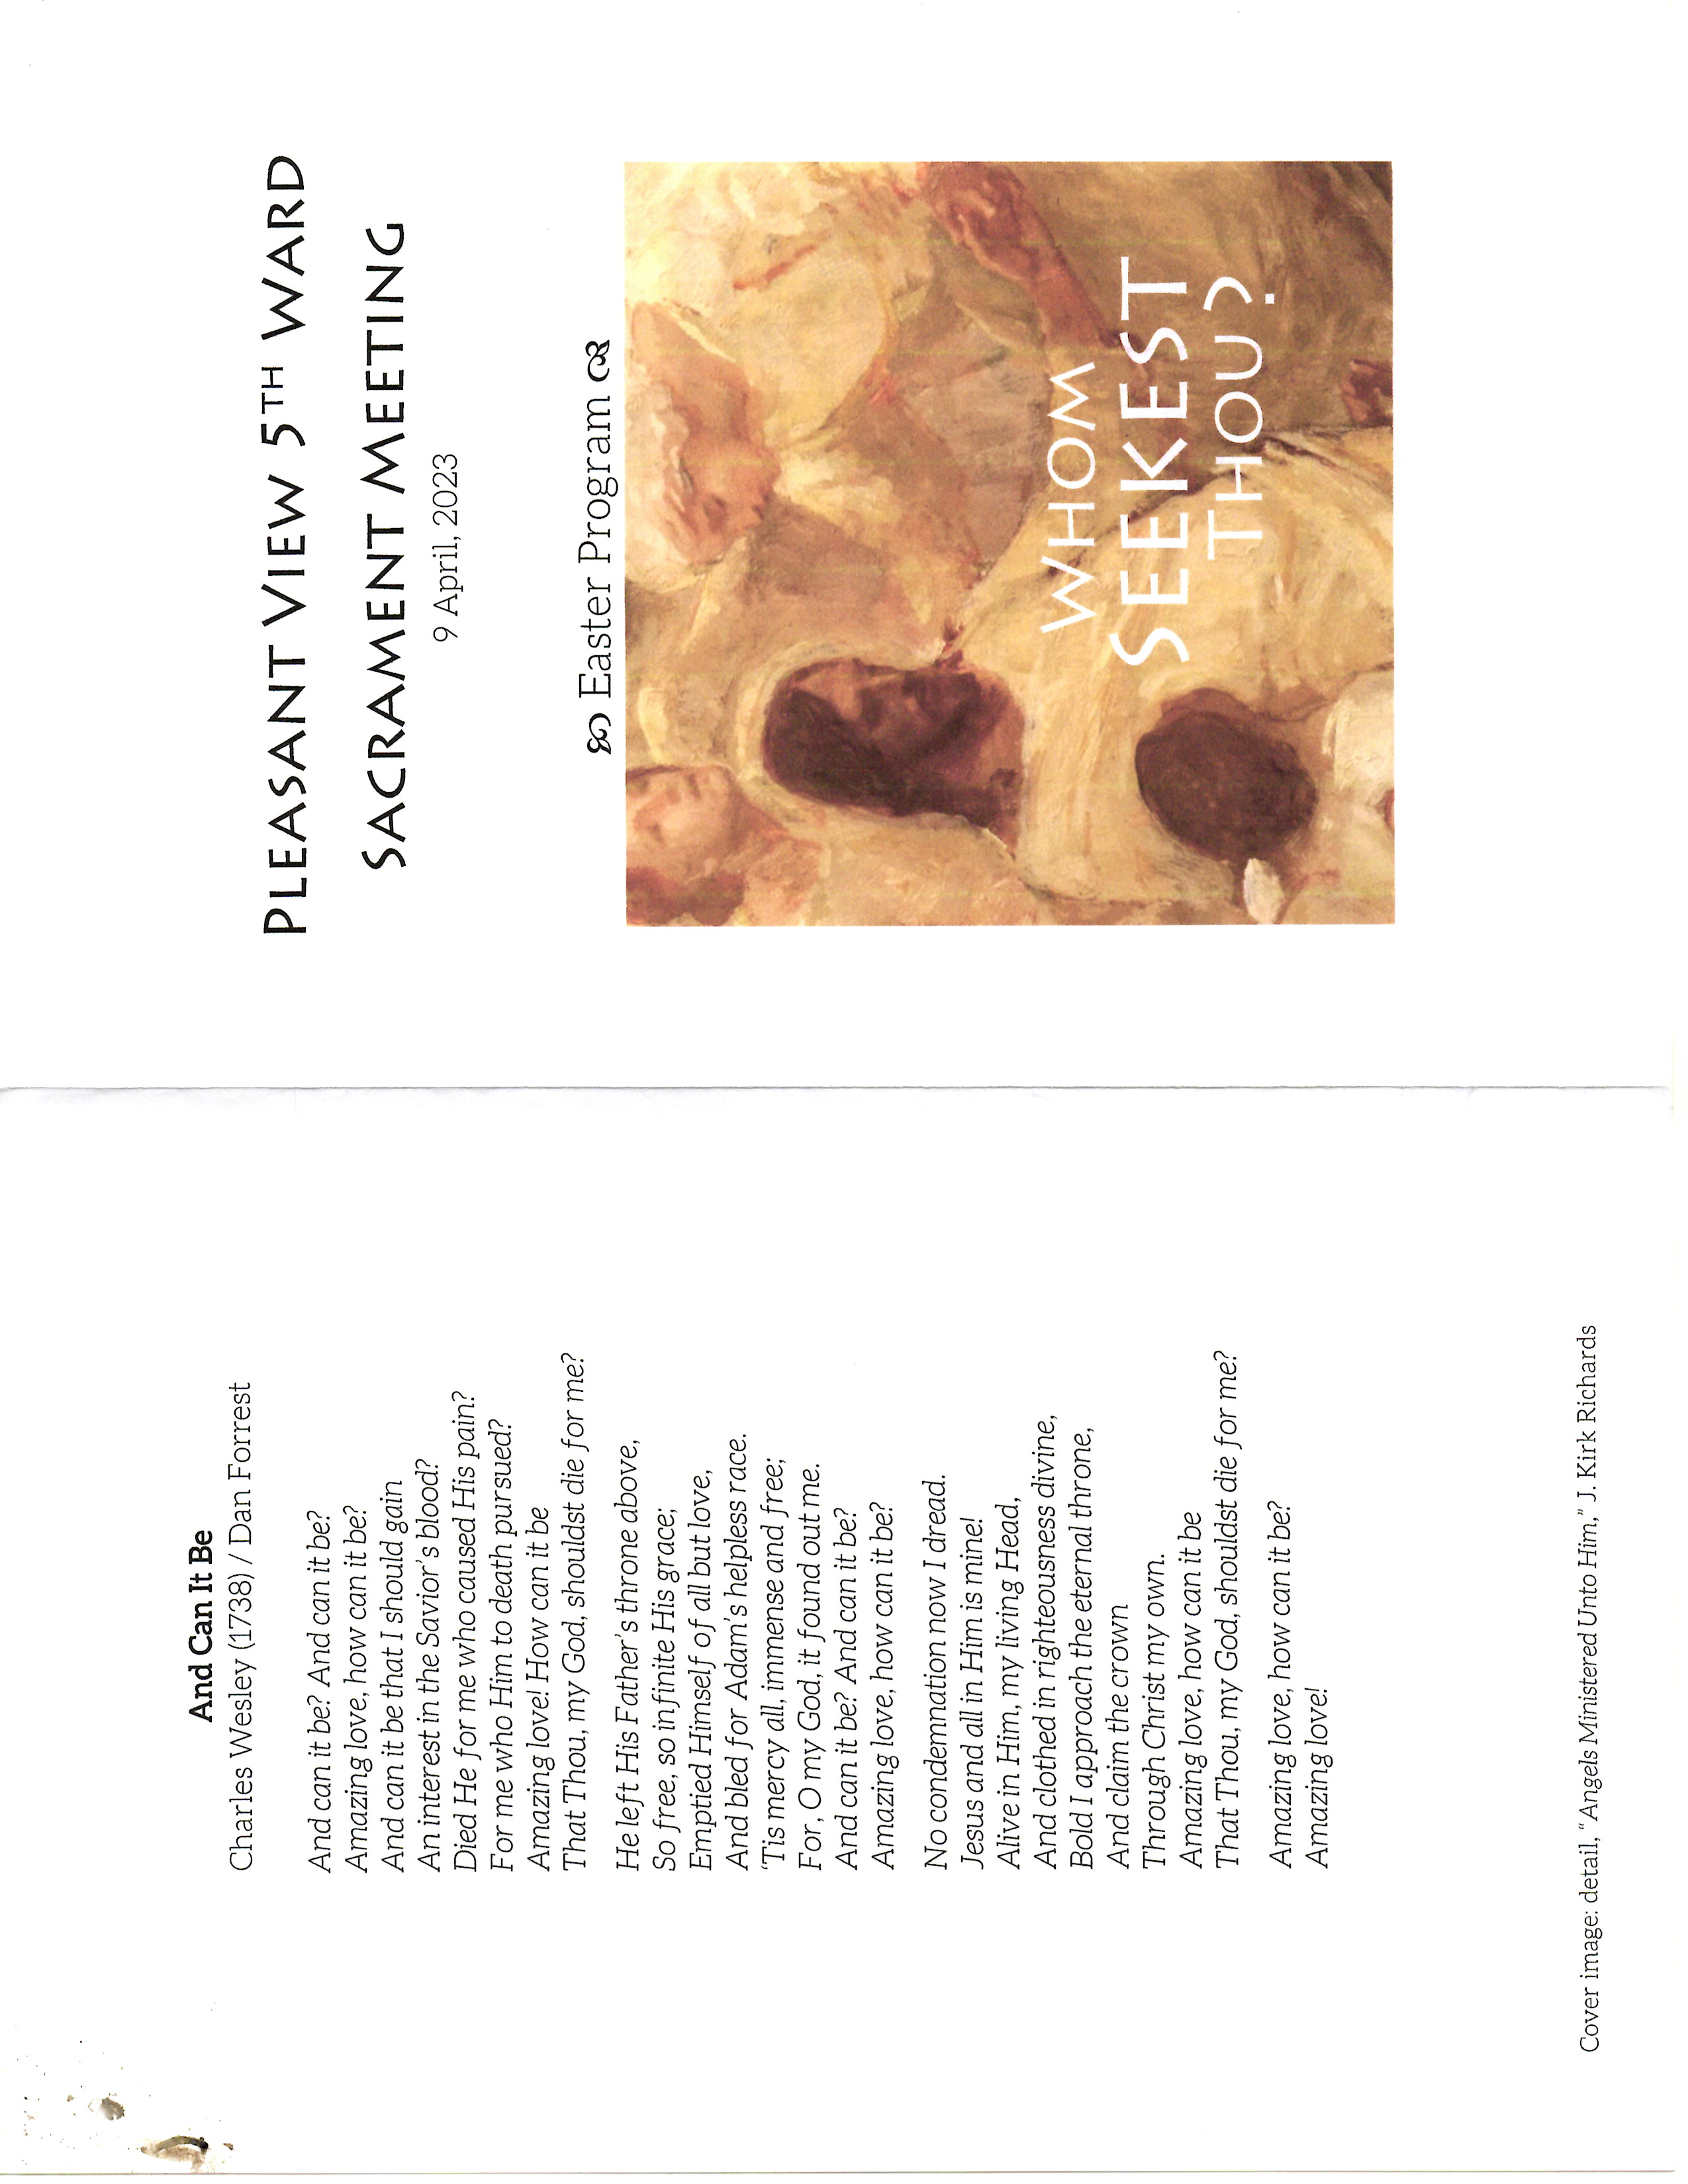 And Can It Be
Charles Wesley (1738) / Dan Forrest
And can it be? And can it be?
Amazing love, how can it be?
And can it be that I should gain
An interest in the Savior's blood?
Died He for me who caused His pain?
For me who Him to death pursued?
Amazing love! How can it be
That Thou, my God, shouldst die for me?
He left His Father's throne above,
So free, so infinite His grace;
Emptied Himself of all but love,
And bled for Adam's helpless race.
'Tis mercy all, immense and free;
For, O my God, it found out me.
And can it be? And can it be?
Amazing love, how can it be?
No condemnation now I dread.
Jesus and all in Him is mine!
Alive in Him, my living Head,
And clothed in righteousness divine,
Bold I approach the eternal throne,
And claim the crown
Through Christ my own.
Amazing love, how can it be
That Thou, my God, shouldst die for me?
Amazing love, how can it be?
Amazing love!
Cover image: detail, "Angels Ministered Unto Him," J. Kirk Richards
PLEASANT VIEW 5TH WARD
SACRAMENT MEETING
9 April, 2023
Easter Program
WHOM
SEEKEST
THOU?